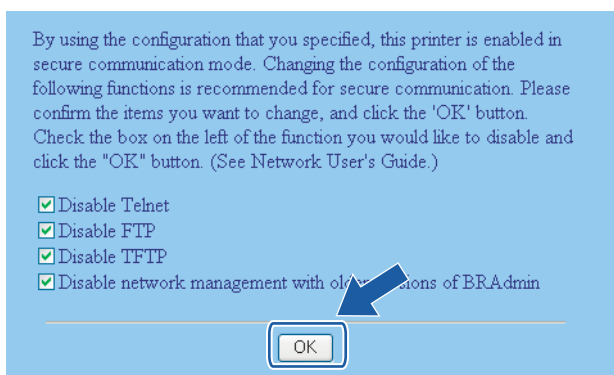 By using the configuration that you specified, this printer is enabled in
secure communication mode. Changing the configuration of the
following functions is recommended for secure communication. Please
confirm the items you want to change, and click the 'OK' button.
Check the box on the left of the function you would like to disable and
click the "OK" button. (See Network User's Guide.)
Disable Telnet
Disable FTP
Disable TFTP
Disable network management with of BRAdmin
OK